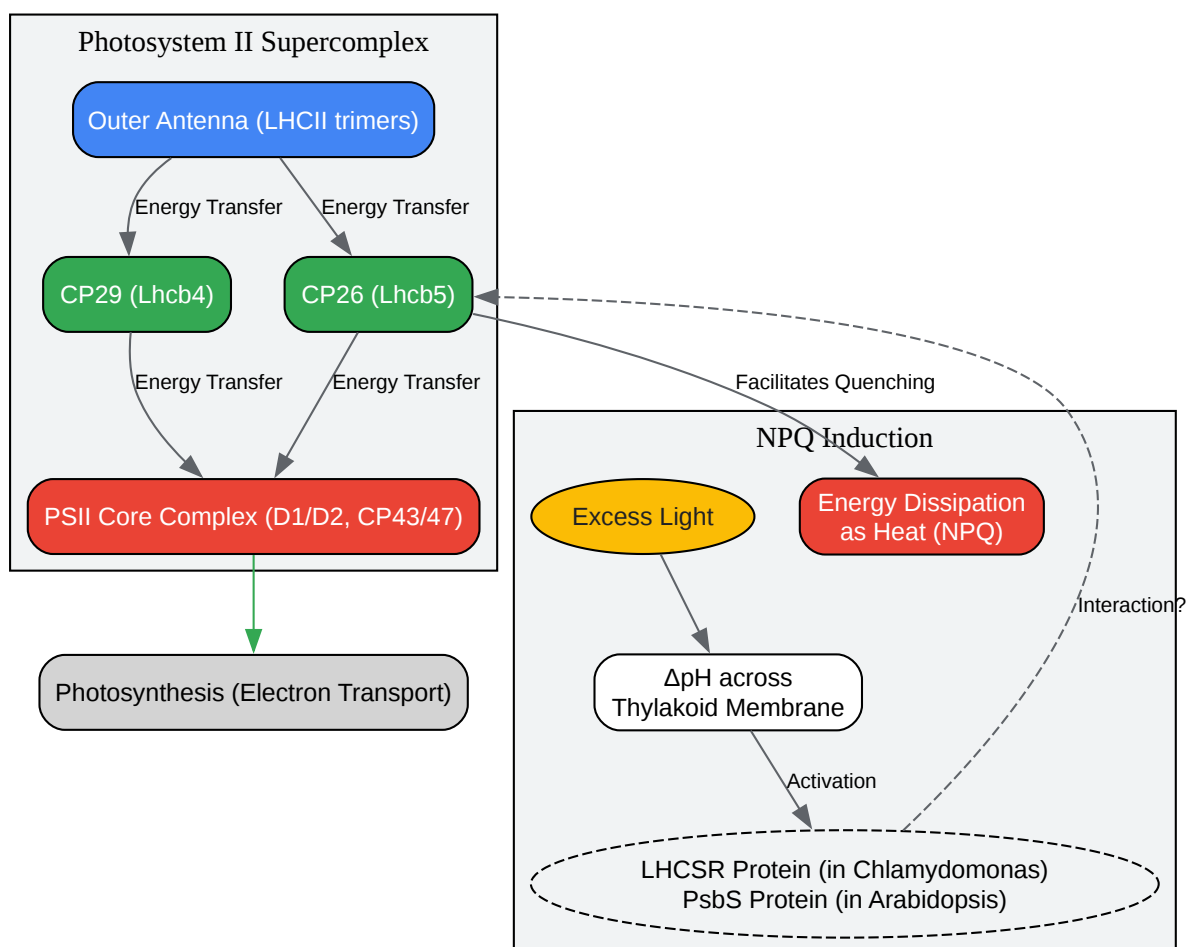 Photosystem II Supercomplex
Outer Antenna (LHCII trimers)
Energy Transfer
Energy Transfer
CP29 (Lhcb4)
CP26 (Lhcb5)
Energy Transfer
Energy Transfer
Facilitates Quenching
NPQ Induction
PSII Core Complex (D1/D2, CP43/47)
Excess Light
Energy Dissipation
as Heat (NPQ)
Interaction?
Photosynthesis (Electron Transport)
ΔpH across
Thylakoid Membrane
Activation
LHCSR Protein (in Chlamydomonas)
PsbS Protein (in Arabidopsis)